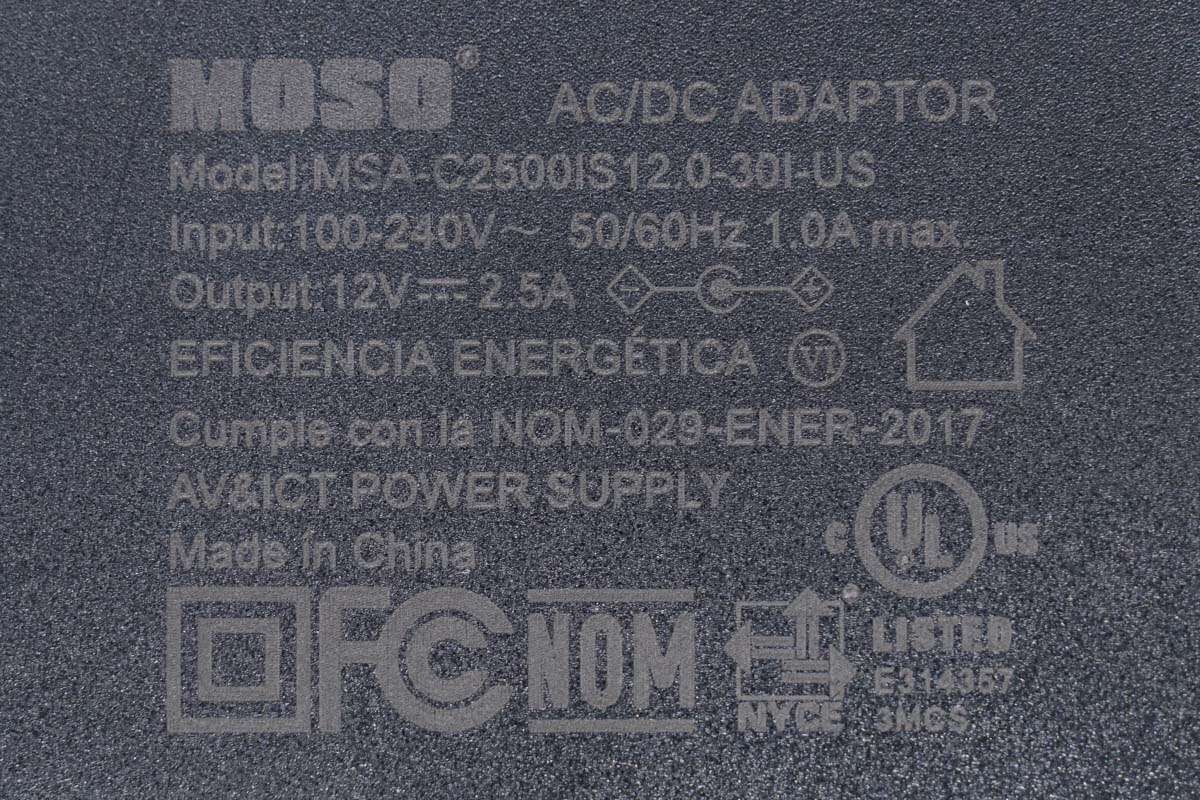 MOSO® AC/DC ADAPTOR
Model:MSA-C2500IS12.0-30I-US
Input:100-240V~ 50/60Hz 1.0A max.
Output:12V⎓2.5A
EFICIENCIA ENERGÉTICA VI
Cumple con la NOM-029-ENER-2017
AV&ICT POWER SUPPLY
Made in China
C UL US
LISTED
E314357
3MCS
FC NOM NYCE